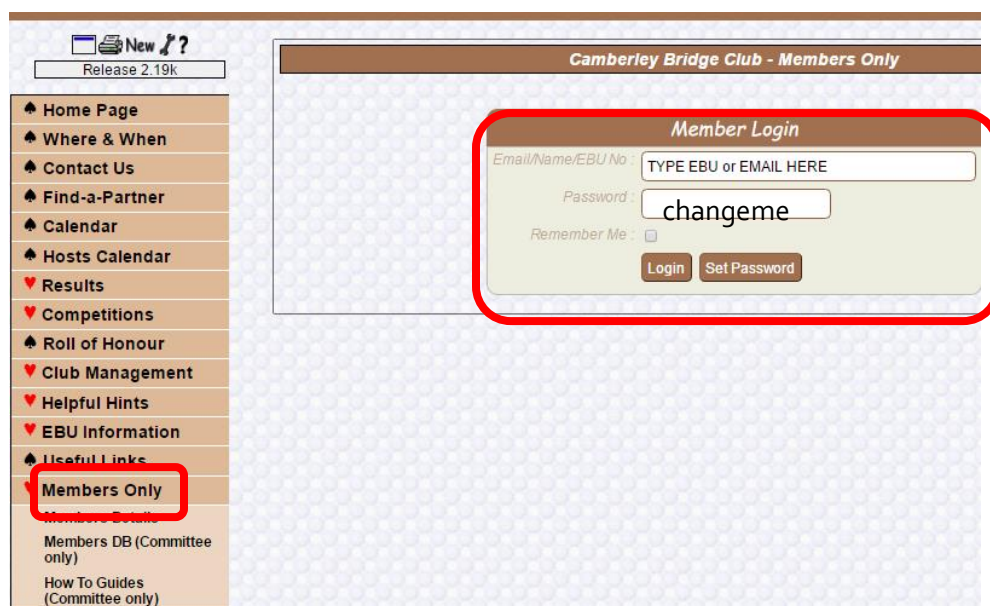 New ?
Release 2.19k
Home Page
Where & When
Contact Us
Find-a-Partner
Calendar
Hosts Calendar
Results
Competitions
Roll of Honour
Club Management
Helpful Hints
EBU Information
Useful Links
Members Only
Members Details
Members DB (Committee
only)
How To Guides
(Committee only)
Camberley Bridge Club - Members Only
Member Login
Email/Name/EBU No : TYPE EBU or EMAIL HERE
Password : changeme
Remember Me :
Login Set Password